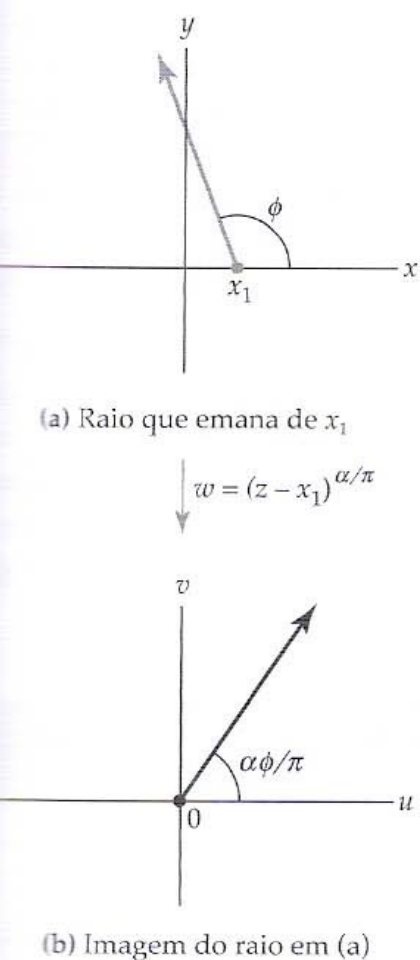 y
ϕ
x
x₁
(a) Raio que emana de x₁
w = (z – x₁)^α/π
v
αϕ/π
u
0
(b) Imagem do raio em (a)